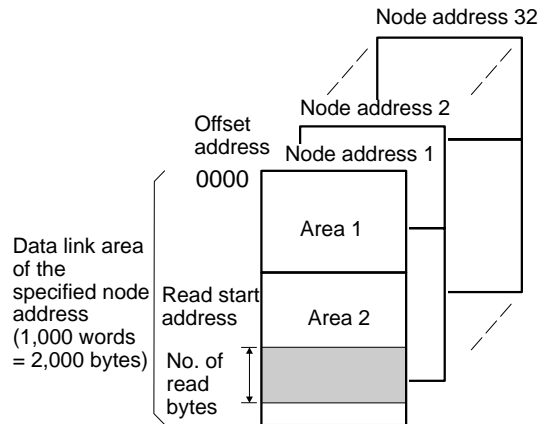 Node address 32
Node address 2
Offset
address
Node address 1
0000
Area 1
Data link area
of the
specified node
address
(1,000 words
= 2,000 bytes)
Read start
address
Area 2
No. of
read
bytes